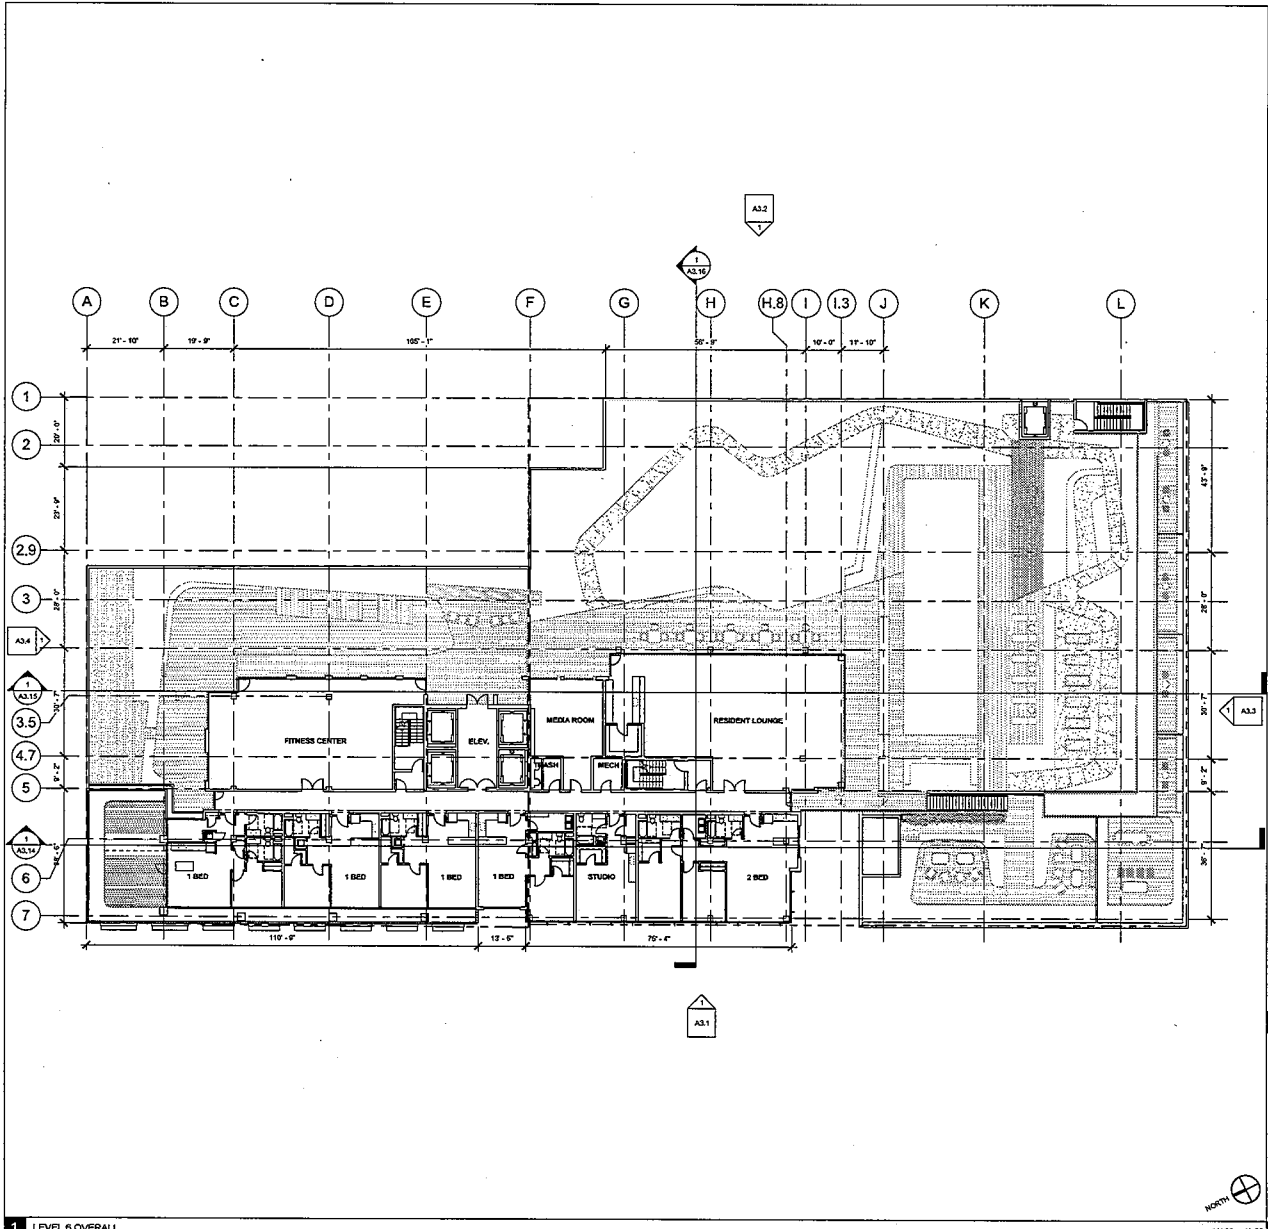 A3.2
1
1
A3.16
A B C D E F G H H.8 I I.3 J K L
21' - 10" 19' - 9" 105' - 1" 56' - 9" 10' - 0" 11' - 10"
1
20' - 0"
2
23' - 9"
43' - 9"
2.9
28' - 0"
28' - 0"
3
A3.4 1
1
A3.15
30' - 7"
30' - 7"
1 A3.3
3.5
MEDIA ROOM
RESIDENT LOUNGE
FITNESS CENTER
ELEV.
4.7
TRASH
MECH
9' - 2"
9' - 2"
5
1
A3.14
6
1 BED 1 BED 1 BED 1 BED STUDIO 2 BED
7
110' - 9" 13' - 6" 75' - 4"
1
A3.1
NORTH
1 LEVEL 6 OVERALL